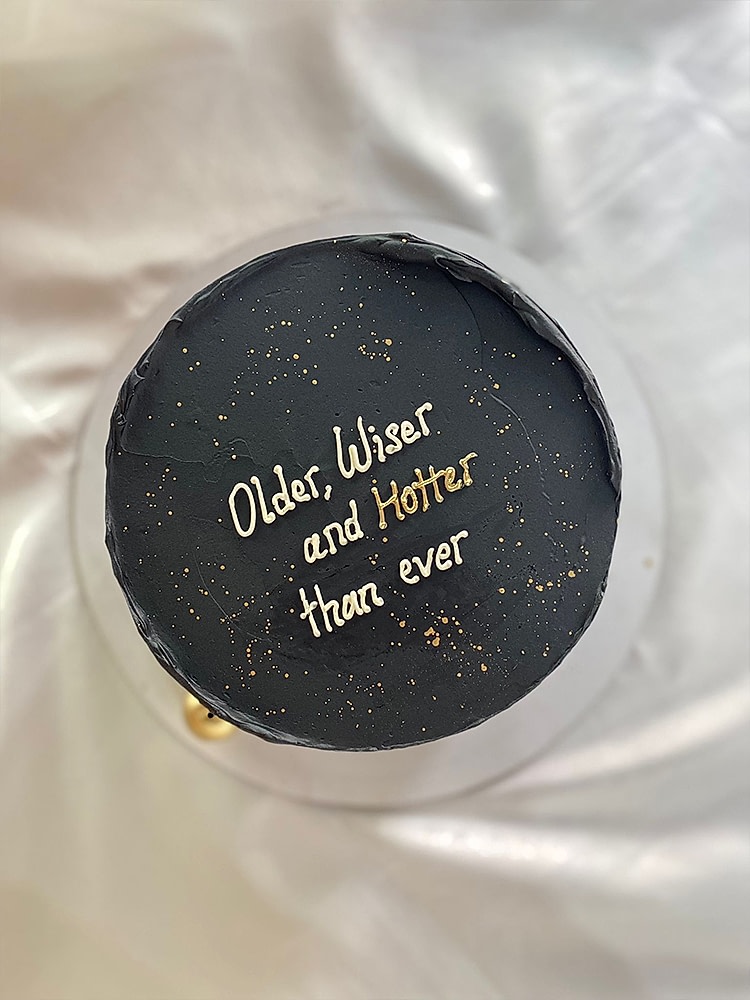 Older, Wiser
and Hotter
than ever